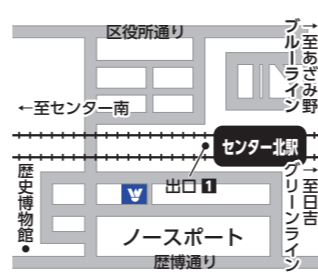 区役所通り
ブルーライン
→至あざみ野
←至センター南
センター北駅
出口 1
歴史博物館
グリーンライン
→至日吉
ノースポート
歴博通り